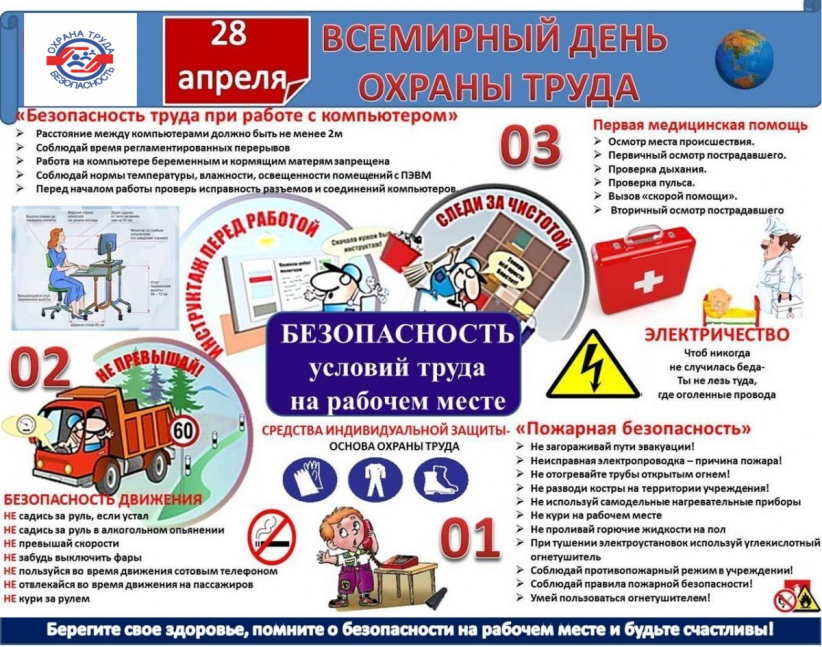 ОХРАНА ТРУДА
БЕЗОПАСНОСТЬ
28
апреля
ВСЕМИРНЫЙ ДЕНЬ
ОХРАНЫ ТРУДА
«Безопасность труда при работе с компьютером»
Расстояние между компьютерами должно быть не менее 2м
Соблюдай время регламентированных перерывов
Работа на компьютере беременным и кормящим матерям запрещена
Соблюдай нормы температуры, влажности, освещенности помещений с ПЭВМ
Перед началом работы проверь исправность разъемов и соединений компьютеров
03
Первая медицинская помощь
Осмотр места происшествия.
Первичный осмотр пострадавшего.
Проверка дыхания.
Проверка пульса.
Вызов «скорой помощи».
Вторичный осмотр пострадавшего
ИНСТРУКТАЖ ПЕРЕД РАБОТОЙ
Сначала нужен был инструктаж!
СЛЕДИ ЗА ЧИСТОТОЙ
БЕЗОПАСНОСТЬ
условий труда
на рабочем месте
ЭЛЕКТРИЧЕСТВО
Чтоб никогда
не случилась беда-
Ты не лезь туда,
где оголенные провода
02
НЕ ПРЕВЫШАЙ!
60
СРЕДСТВА ИНДИВИДУАЛЬНОЙ ЗАЩИТЫ-
ОСНОВА ОХРАНЫ ТРУДА
«Пожарная безопасность»
Не загораживай пути эвакуации!
Неисправная электропроводка – причина пожара!
Не отогревайте трубы открытым огнем!
Не разводи костры на территории учреждения!
Не используй самодельные нагревательные приборы
Не кури на рабочем месте
Не проливай горючие жидкости на пол
При тушении электроустановок используй углекислотный
огнетушитель
Соблюдай противопожарный режим в учреждении!
Соблюдай правила пожарной безопасности!
Умей пользоваться огнетушителем!
БЕЗОПАСНОСТЬ ДВИЖЕНИЯ
НЕ садись за руль, если устал
НЕ садись за руль в алкогольном опьянении
НЕ превышай скорости
НЕ забудь выключить фары
НЕ пользуйся во время движения сотовым телефоном
НЕ отвлекайся во время движения на пассажиров
НЕ кури за рулем
01
Берегите свое здоровье, помните о безопасности на рабочем месте и будьте счастливы!